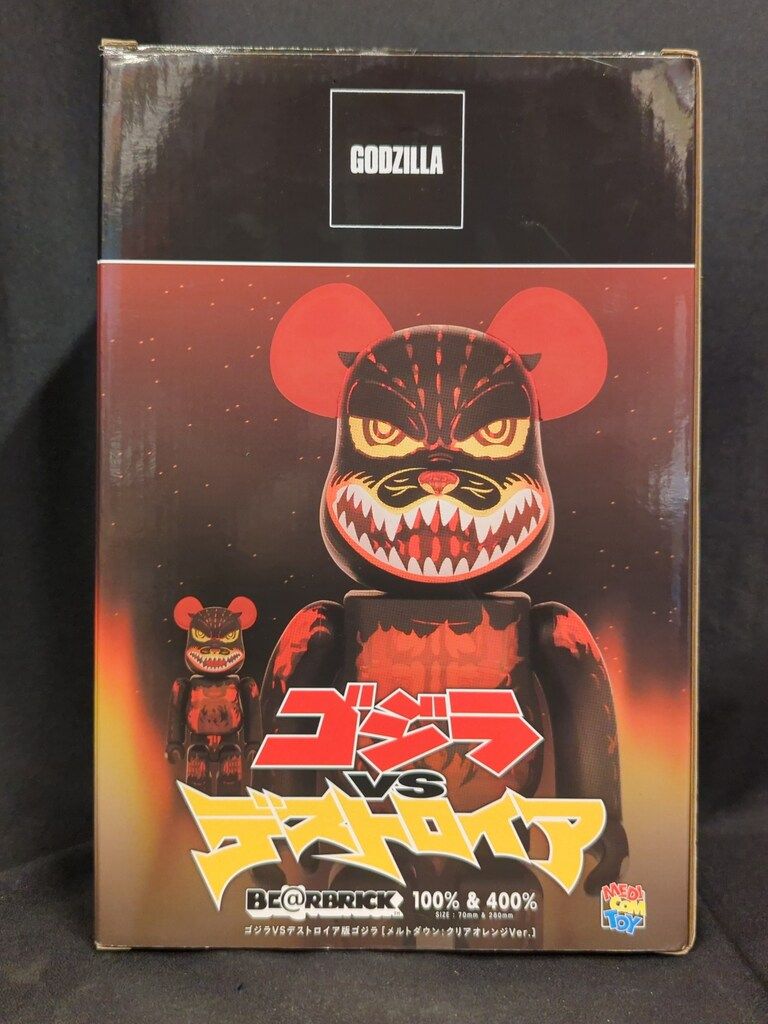 GODZILLA
ゴジラ
VS
デストロイア
BE@RBRICK 100% & 400%
SIZE : 70mm & 280mm
ゴジラVSデストロイア版ゴジラ[メルトダウン:クリアオレンジVer.]
MEDI
COM
TOY